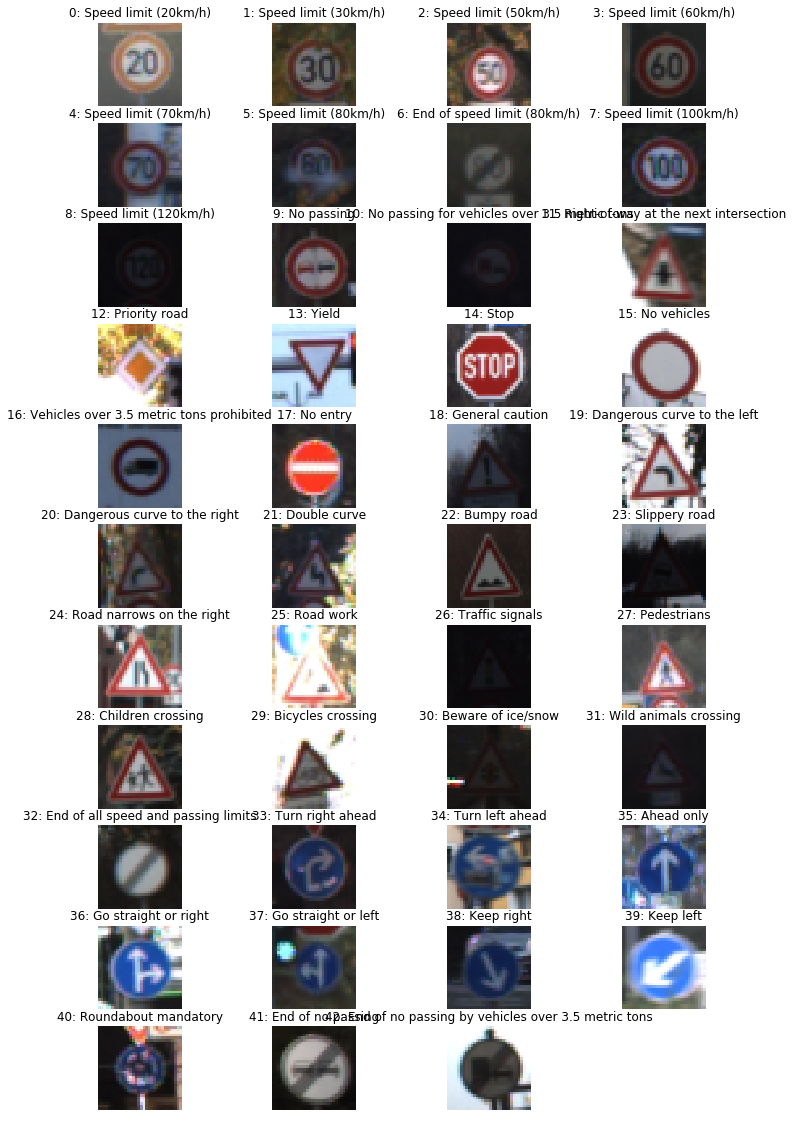 0: Speed limit (20km/h)
1: Speed limit (30km/h)
2: Speed limit (50km/h)
3: Speed limit (60km/h)
20
30
50
60
4: Speed limit (70km/h)
5: Speed limit (80km/h)
6: End of speed limit (80km/h)
7: Speed limit (100km/h)
70
100
8: Speed limit (120km/h)
9: No passing
10: No passing for vehicles over 3.5 metric tons
11: Right-of-way at the next intersection
120
12: Priority road
13: Yield
14: Stop
15: No vehicles
STOP
16: Vehicles over 3.5 metric tons prohibited
17: No entry
18: General caution
19: Dangerous curve to the left
20: Dangerous curve to the right
21: Double curve
22: Bumpy road
23: Slippery road
24: Road narrows on the right
25: Road work
26: Traffic signals
27: Pedestrians
28: Children crossing
29: Bicycles crossing
30: Beware of ice/snow
31: Wild animals crossing
32: End of all speed and passing limits
33: Turn right ahead
34: Turn left ahead
35: Ahead only
36: Go straight or right
37: Go straight or left
38: Keep right
39: Keep left
40: Roundabout mandatory
41: End of no passing
42: End of no passing by vehicles over 3.5 metric tons